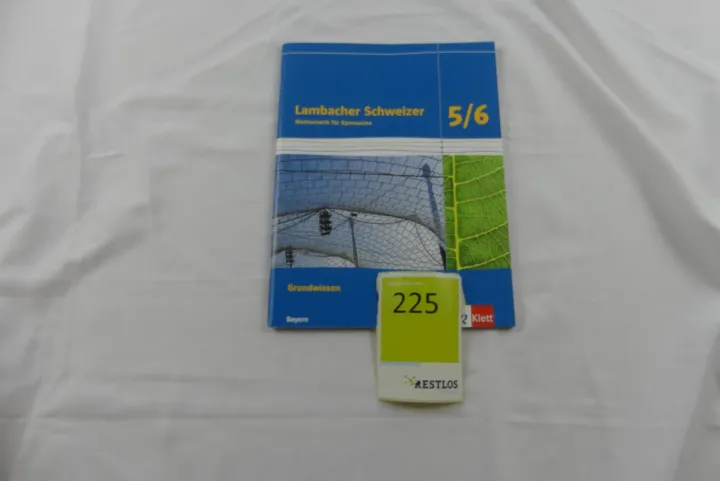 Lambacher Schweizer
Mathematik für Gymnasien
5/6
Grundwissen
Bayern
225
Klett
RESTLOS